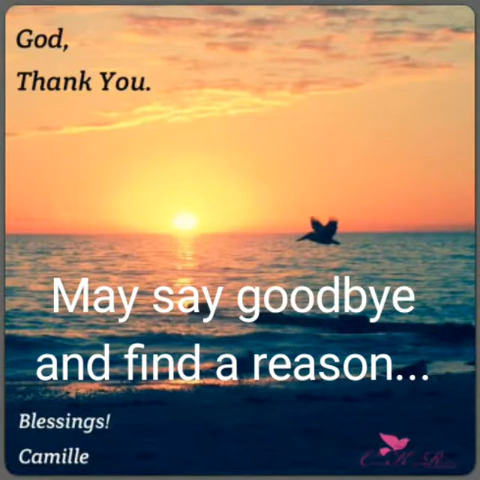 God,
Thank You.
May say goodbye
and find a reason...
Blessings!
Camille